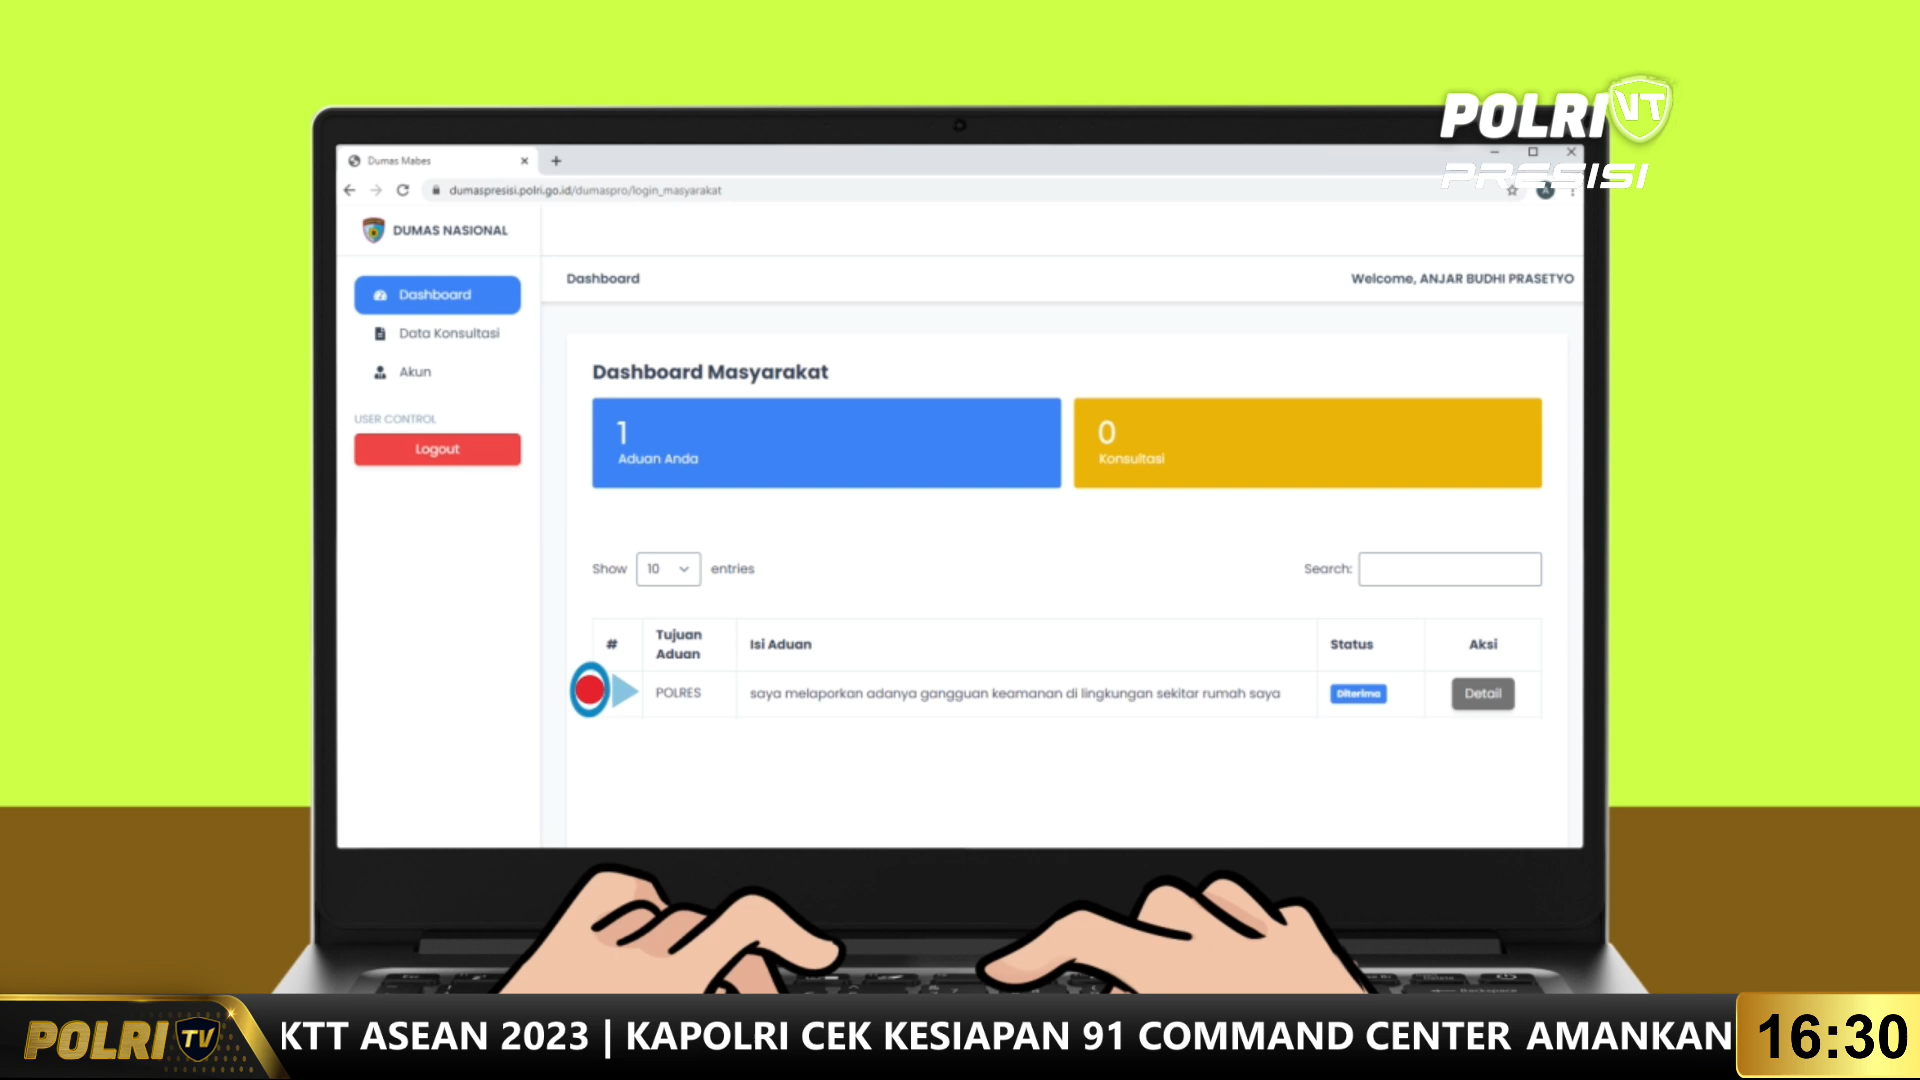 POLRI TV
PRESISI
Dumas Mabes
dumaspresisi.polri.go.id/dumaspro/login_masyarakat
DUMAS NASIONAL
Dashboard
Data Konsultasi
Akun
USER CONTROL
Logout
Dashboard
Welcome, ANJAR BUDHI PRASETYO
Dashboard Masyarakat
1
Aduan Anda
0
Konsultasi
Show 10 entries
Search:
# Tujuan Aduan Isi Aduan Status Aksi
POLRES saya melaporkan adanya gangguan keamanan di lingkungan sekitar rumah saya Diterima Detail
POLRI TV
KTT ASEAN 2023 | KAPOLRI CEK KESIAPAN 91 COMMAND CENTER AMANKAN
16:30